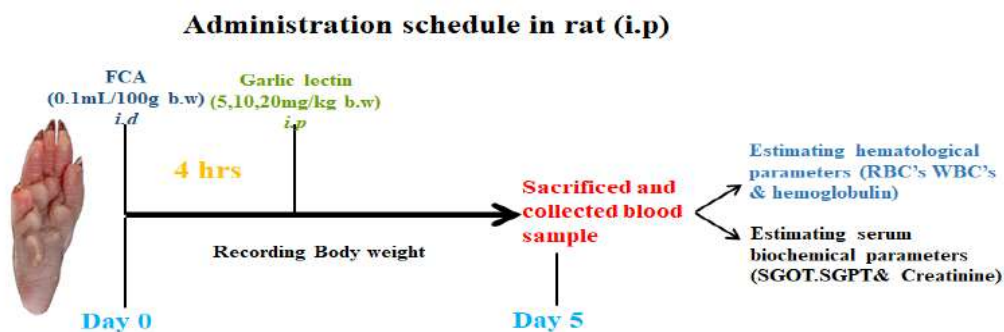 Administration schedule in rat (i.p)
FCA
(0.1mL/100g b.w)
i.d
Garlic lectin
(5,10,20mg/kg b.w)
i.p
4 hrs
Recording Body weight
Sacrificed and
collected blood
sample
Estimating hematological
parameters (RBC's WBC's
& hemoglobulin)
Estimating serum
biochemical parameters
(SGOT.SGPT& Creatinine)
Day 0
Day 5